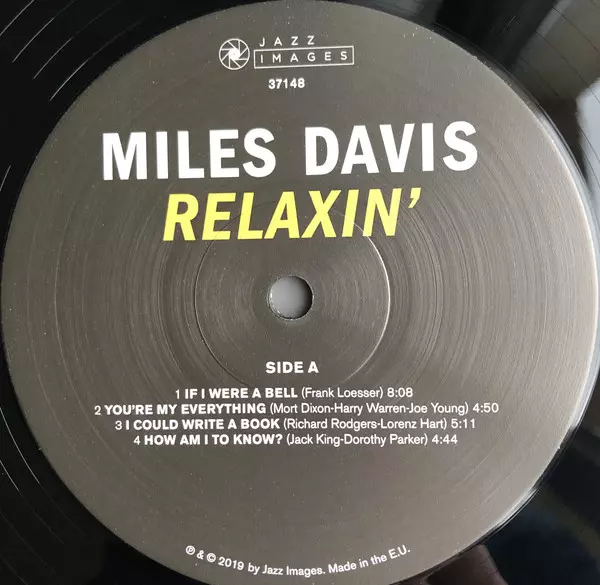 JAZZ
IMAGES
37148
MILES DAVIS
RELAXIN’
SIDE A
1 IF I WERE A BELL (Frank Loesser) 8:08
2 YOU'RE MY EVERYTHING (Mort Dixon-Harry Warren-Joe Young) 4:50
3 I COULD WRITE A BOOK (Richard Rodgers-Lorenz Hart) 5:11
4 HOW AM I TO KNOW? (Jack King-Dorothy Parker) 4:44
℗ & © 2019 by Jazz Images. Made in the E.U.